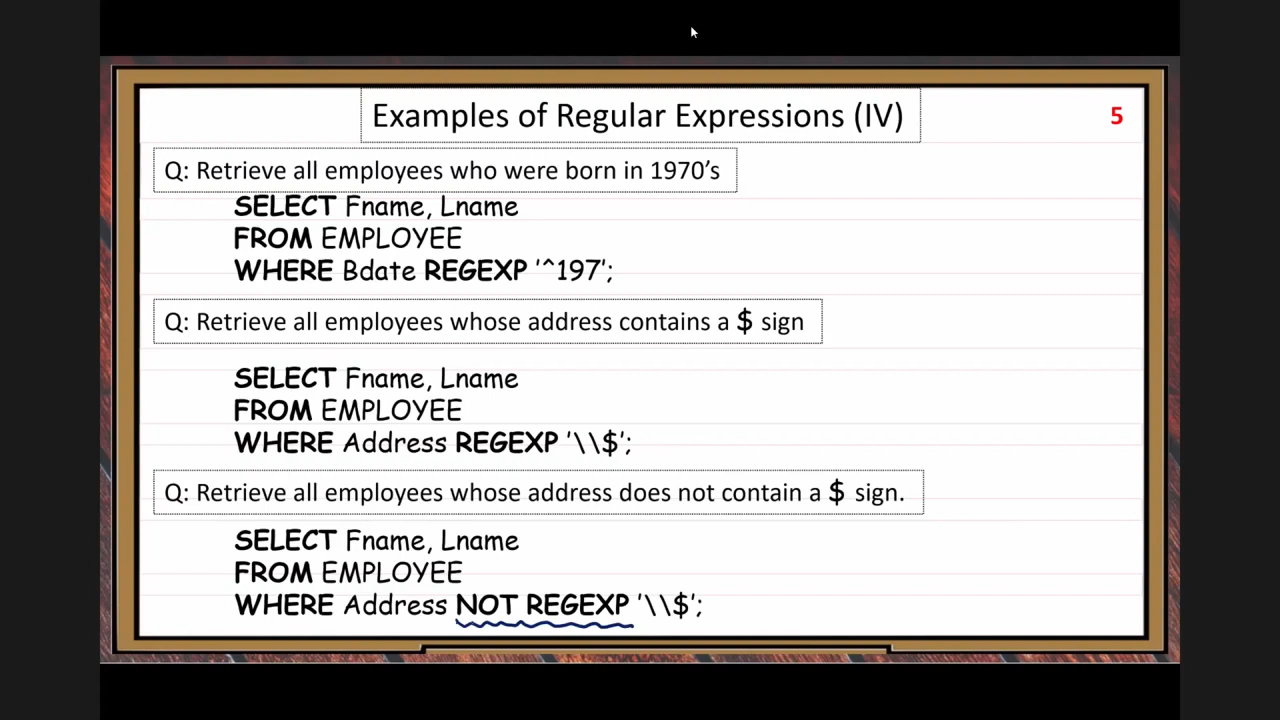 Examples of Regular Expressions (IV)
5
Q: Retrieve all employees who were born in 1970’s
SELECT Fname, Lname
FROM EMPLOYEE
WHERE Bdate REGEXP '^197';
Q: Retrieve all employees whose address contains a $ sign
SELECT Fname, Lname
FROM EMPLOYEE
WHERE Address REGEXP '\\$';
Q: Retrieve all employees whose address does not contain a $ sign.
SELECT Fname, Lname
FROM EMPLOYEE
WHERE Address NOT REGEXP '\\$';